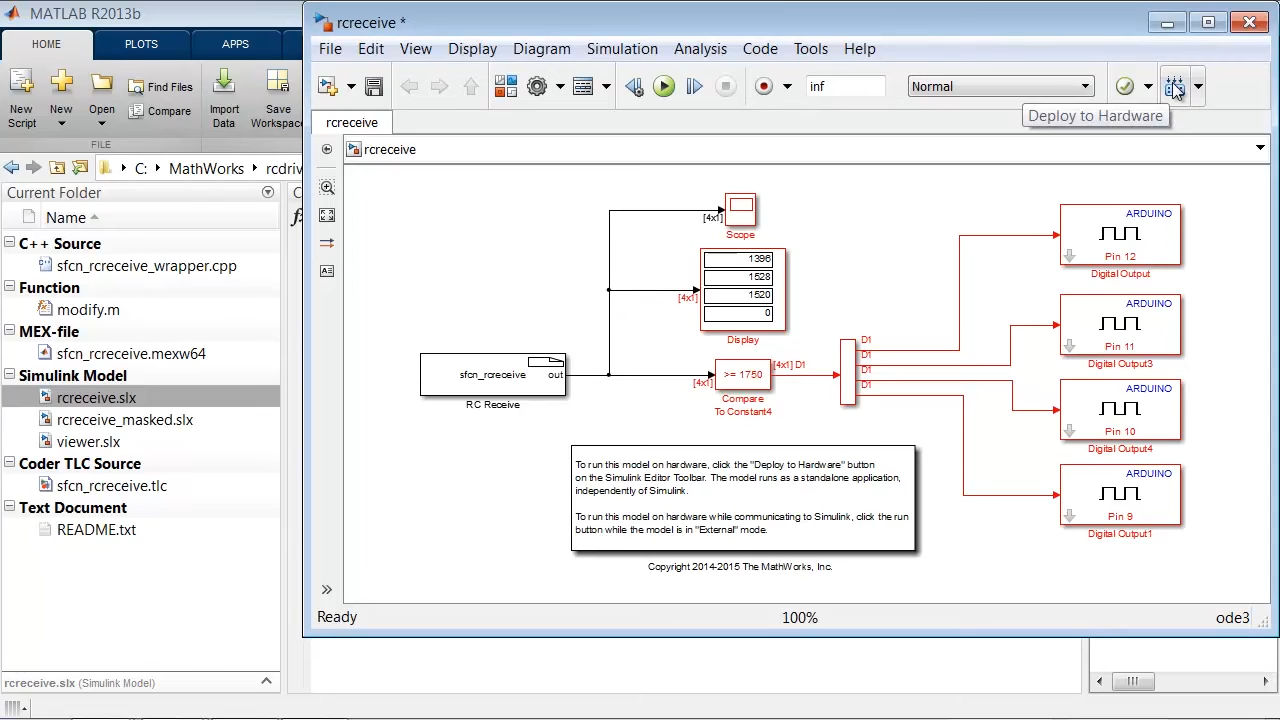 MATLAB R2013b
HOME
PLOTS
APPS
New
Script
New
Open
Find Files
Compare
Import
Data
Save
Workspace
FILE
C:
MathWorks
rcdriv
Current Folder
Name
C++ Source
sfcn_rcreceive_wrapper.cpp
Function
modify.m
MEX-file
sfcn_rcreceive.mexw64
Simulink Model
rcreceive.slx
rcreceive_masked.slx
viewer.slx
Coder TLC Source
sfcn_rcreceive.tlc
Text Document
README.txt
rcreceive.slx (Simulink Model)
C
fx
rcreceive *
File Edit View Display Diagram Simulation Analysis Code Tools Help
inf
Normal
Deploy to Hardware
rcreceive
rcreceive
[4x1]
Scope
1396
1528
1520
0
[4x1]
Display
sfcn_rcreceive out
RC Receive
[4x1]
>= 1750
[4x1] D1
Compare
To Constant4
D1
D1
D1
D1
ARDUINO
Pin 12
Digital Output
ARDUINO
Pin 11
Digital Output3
ARDUINO
Pin 10
Digital Output4
ARDUINO
Pin 9
Digital Output1
To run this model on hardware, click the "Deploy to Hardware" button
on the Simulink Editor Toolbar. The model runs as a standalone application,
independently of Simulink.
To run this model on hardware while communicating to Simulink, click the run
button while the model is in "External" mode.
Copyright 2014-2015 The MathWorks, Inc.
Ready
100%
ode3